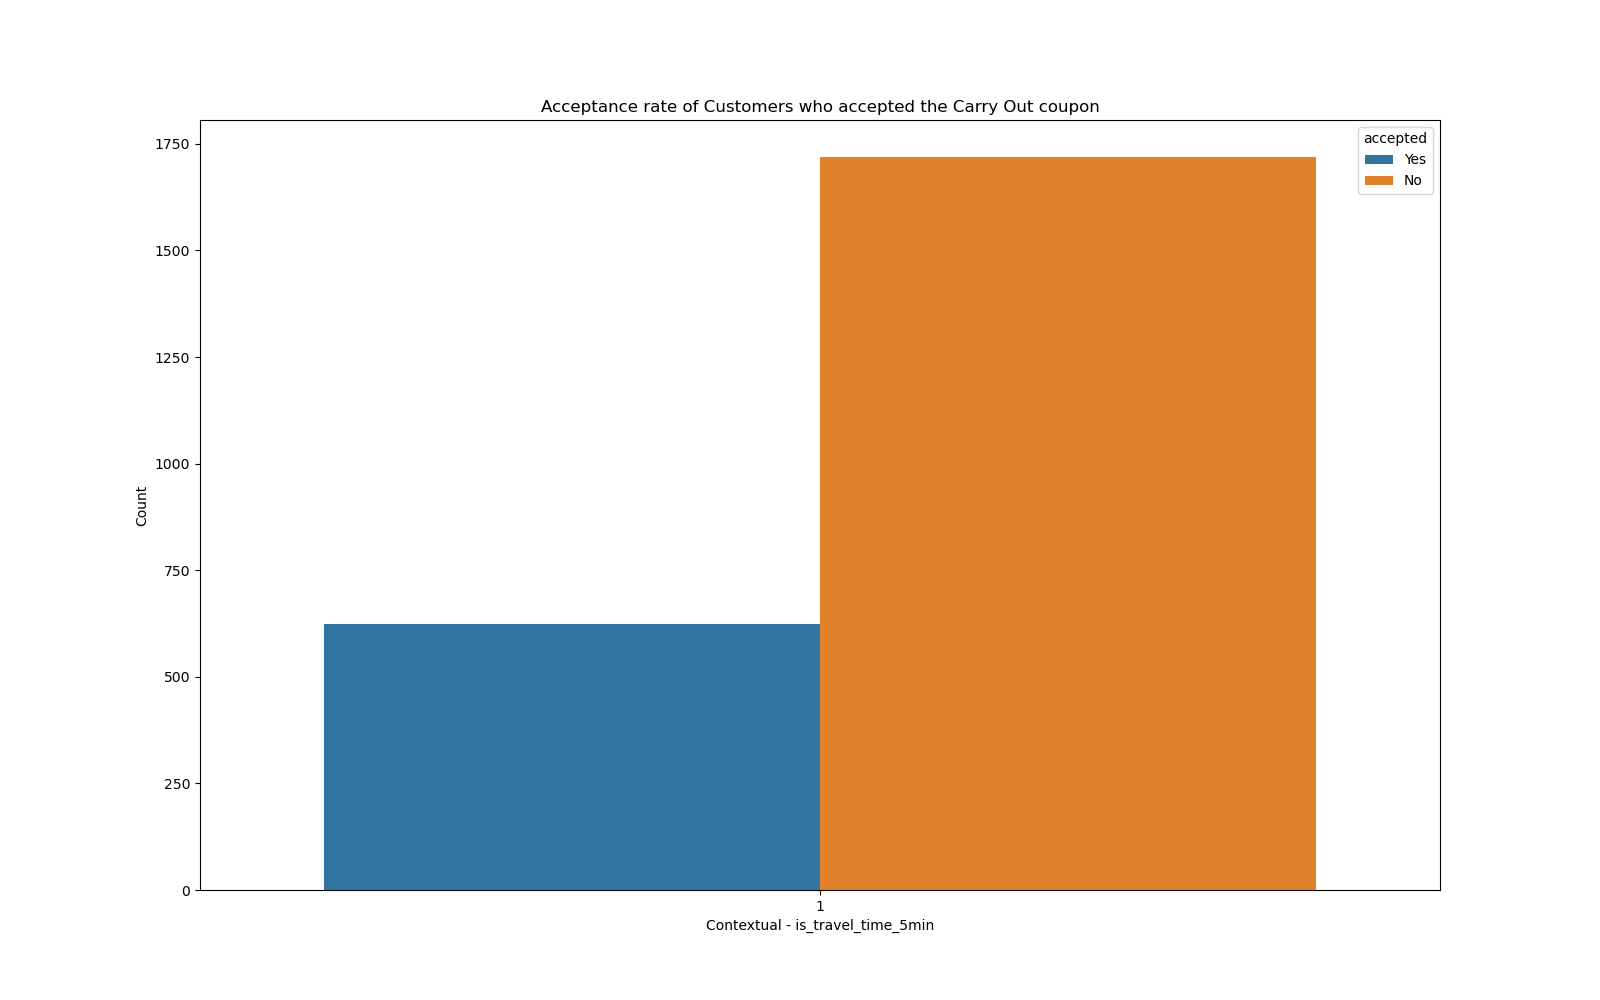 Acceptance rate of Customers who accepted the Carry Out coupon
accepted
Yes
No
1750
1500
1250
1000
750
500
250
0
Count
1
Contextual - is_travel_time_5min